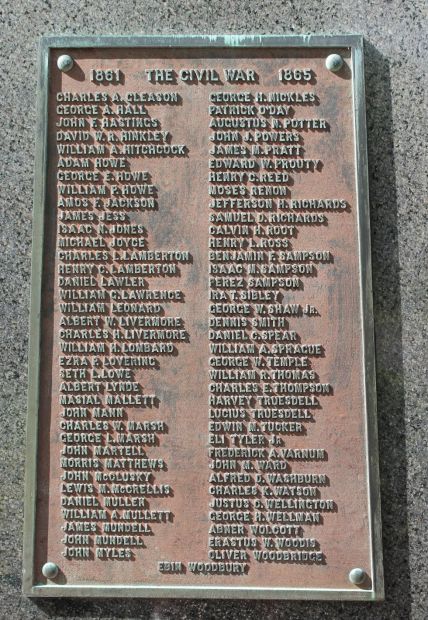 1861 THE CIVIL WAR 1865
CHARLES A. GLEASON
GEORGE A. HALL
JOHN F. HASTINGS
DAVID W. R. HINKLEY
WILLIAM A. HITCHCOCK
ADAM HOWE
GEORGE E. HOWE
WILLIAM F. HOWE
AMOS F. JACKSON
JAMES JESS
ISAAC N. JONES
MICHAEL JOYCE
CHARLES L. LAMBERTON
HENRY C. LAMBERTON
DANIEL LAWLER
WILLIAM C. LAWRENCE
WILLIAM LEONARD
ALBERT W. LIVERMORE
CHARLES H. LIVERMORE
WILLIAM H. LOMBARD
EZRA F. LOVERING
SETH L. LOWE
ALBERT LYNDE
MASIAL MALLETT
JOHN MANN
CHARLES W. MARSH
GEORGE L. MARSH
JOHN MARTELL
MORRIS MATTHEWS
JOHN McCLUSKY
LEWIS M. McCRELLIS
DANIEL MULLEN
WILLIAM A. MULLETT
JAMES MUNDELL
JOHN MUNDELL
JOHN MYLES
GEORGE H. NICKLES
PATRICK O'DAY
AUGUSTUS N. POTTER
JOHN J. POWERS
JAMES M. PRATT
EDWARD W. PROUTY
HENRY C. REED
MOSES RENON
JEFFERSON H. RICHARDS
SAMUEL D. RICHARDS
CALVIN H. ROOT
HENRY L. ROSS
BENJAMIN F. SAMPSON
ISAAC M. SAMPSON
PEREZ SAMPSON
IRA T. SIBLEY
GEORGE W. SHAW JR.
DENNIS SMITH
DANIEL C. SPEAR
WILLIAM A. SPRAGUE
GEORGE W. TEMPLE
WILLIAM R. THOMAS
CHARLES E. THOMPSON
HARVEY TRUESDELL
LUCIUS TRUESDELL
EDWIN M. TUCKER
ELI TYLER JR.
FREDERICK A. VARNUM
JOHN M. WARD
ALFRED D. WASHBURN
CHARLES K. WATSON
JUSTUS C. WELLINGTON
GEORGE H. WELLMAN
ABNER WOLCOTT
ERASTUS W. WOODIS
OLIVER WOODBRIDGE
EBIN WOODBURY